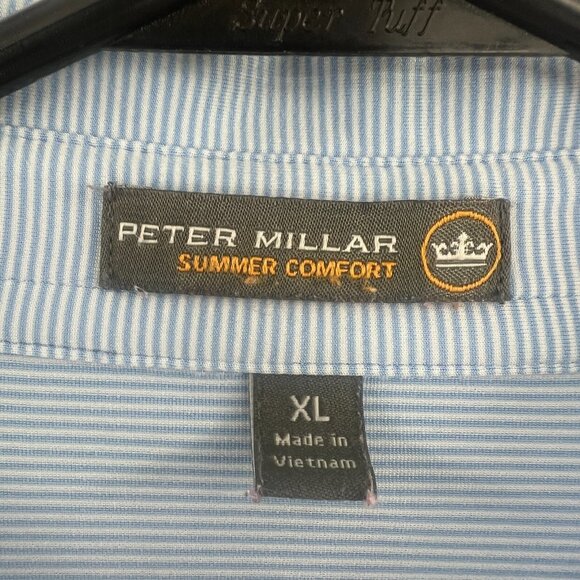 Super Tuff
PETER MILLAR
SUMMER COMFORT
XL
Made in
Vietnam